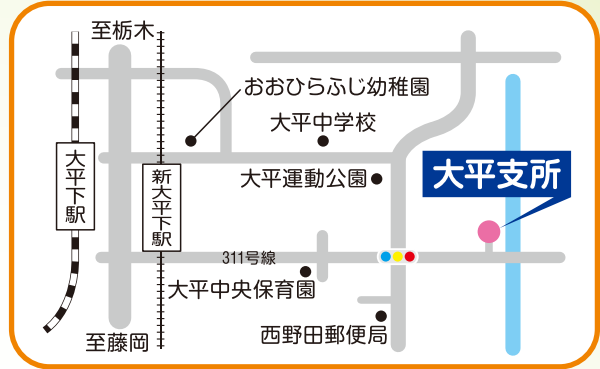 至栃木
おおひらふじ幼稚園
大平中学校
大平下駅
新大平下駅
大平運動公園
大平支所
311号線
大平中央保育園
西野田郵便局
至藤岡